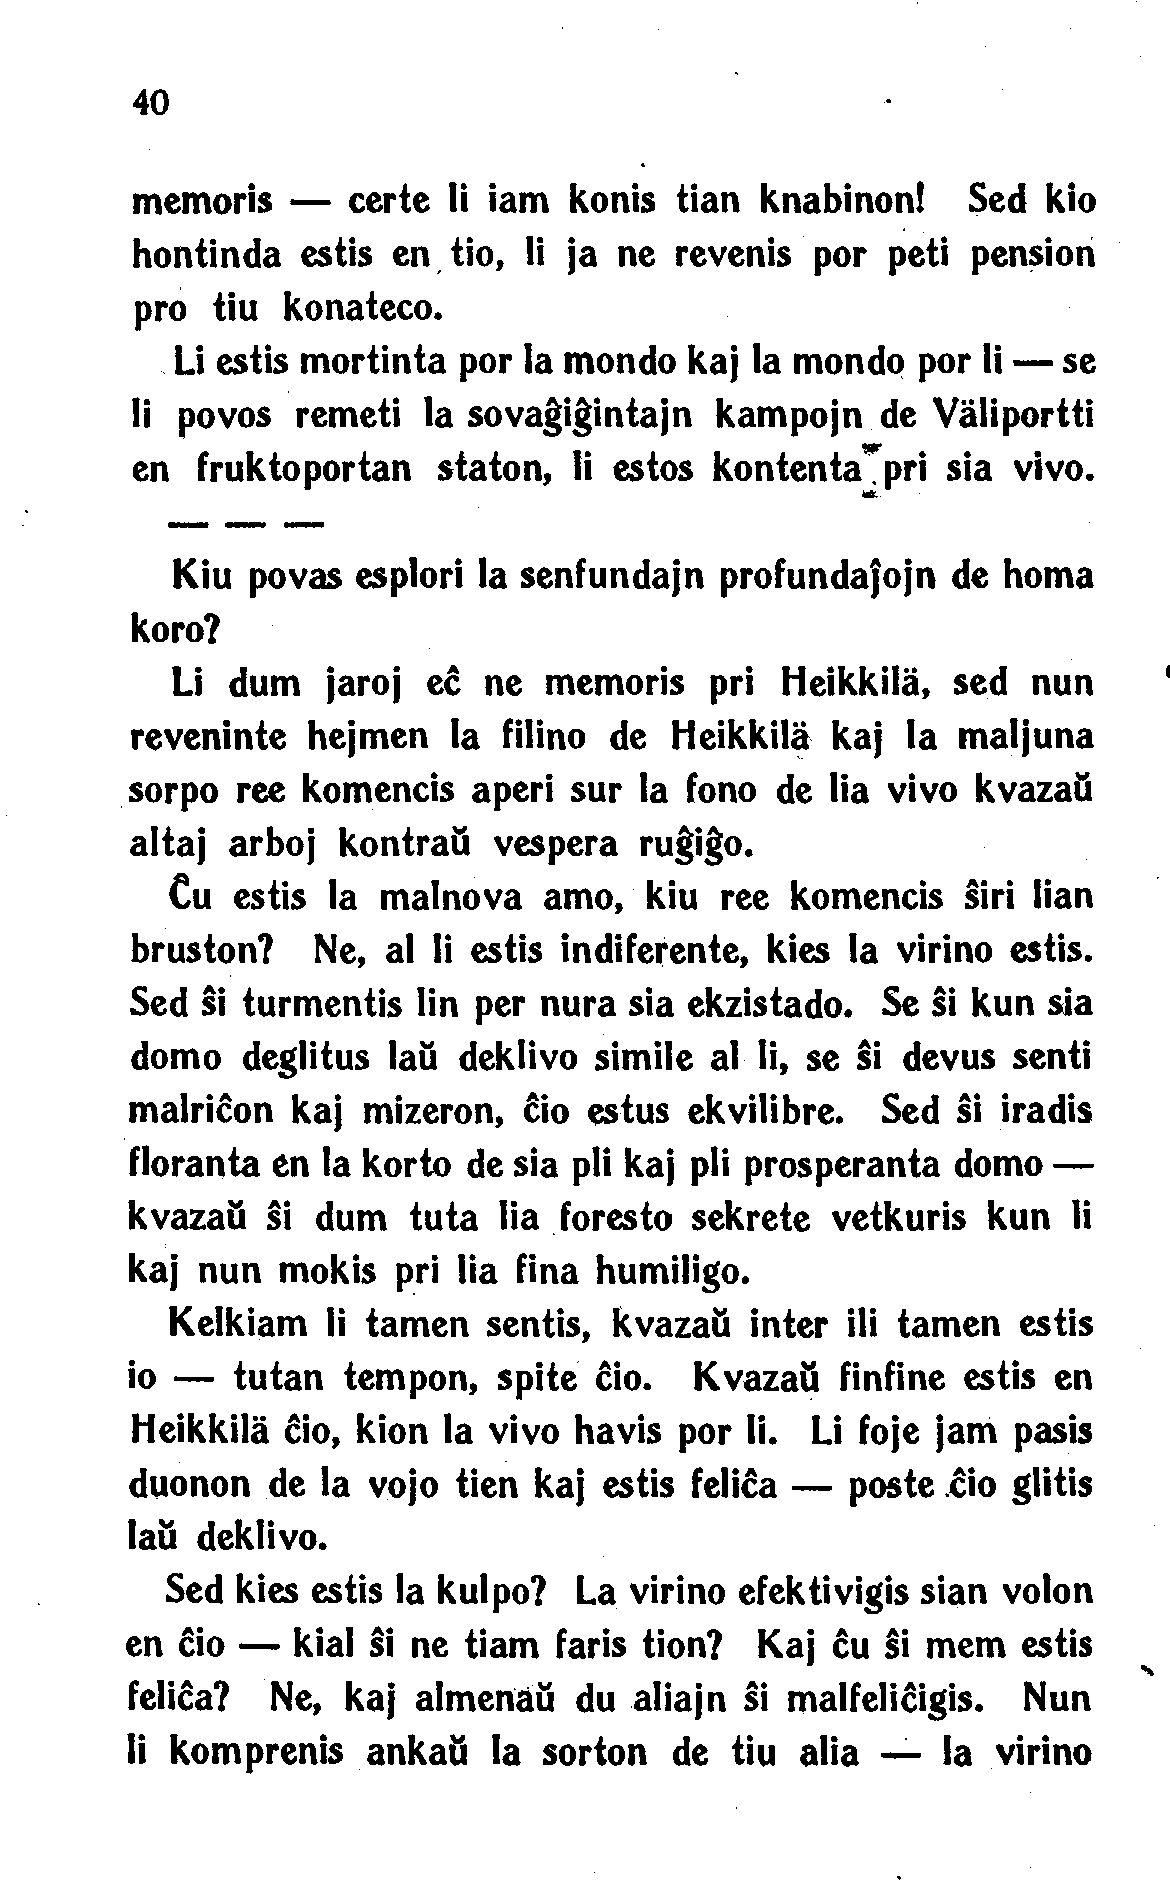 40
memoris — certe li iam konis tian knabinon! Sed kio
hontinda estis en tio, li ja ne revenis por peti pension
pro tiu konateco.
Li estis mortinta por la mondo kaj la mondo por li — se
li povos remeti la sovaĝiĝintajn kampojn de Väliportti
en fruktoportan staton, li estos kontenta pri sia vivo.
— — —
Kiu povas esplori la senfundajn profundaĵojn de homa
koro?
Li dum jaroj eĉ ne memoris pri Heikkilä, sed nun
reveninte hejmen la filino de Heikkilä kaj la maljuna
sorpo ree komencis aperi sur la fono de lia vivo kvazaŭ
altaj arboj kontraŭ vespera ruĝiĝo.
Ĉu estis la malnova amo, kiu ree komencis ŝiri lian
bruston? Ne, al li estis indiferente, kies la virino estis.
Sed ŝi turmentis lin per nura sia ekzistado. Se ŝi kun sia
domo deglitus laŭ deklivo simile al li, se ŝi devus senti
malriĉon kaj mizeron, ĉio estus ekvilibre. Sed ŝi iradis
floranta en la korto de sia pli kaj pli prosperanta domo —
kvazaŭ ŝi dum tuta lia foresto sekrete vetkuris kun li
kaj nun mokis pri lia fina humiligo.
Kelkiam li tamen sentis, kvazaŭ inter ili tamen estis
io — tutan tempon, spite ĉio. Kvazaŭ finfine estis en
Heikkilä ĉio, kion la vivo havis por li. Li foje jam pasis
duonon de la vojo tien kaj estis feliĉa — poste ĉio glitis
laŭ deklivo.
Sed kies estis la kulpo? La virino efektivigis sian volon
en ĉio — kial ŝi ne tiam faris tion? Kaj ĉu ŝi mem estis
feliĉa? Ne, kaj almenaŭ du aliajn ŝi malfeliĉigis. Nun
li komprenis ankaŭ la sorton de tiu alia — la virino